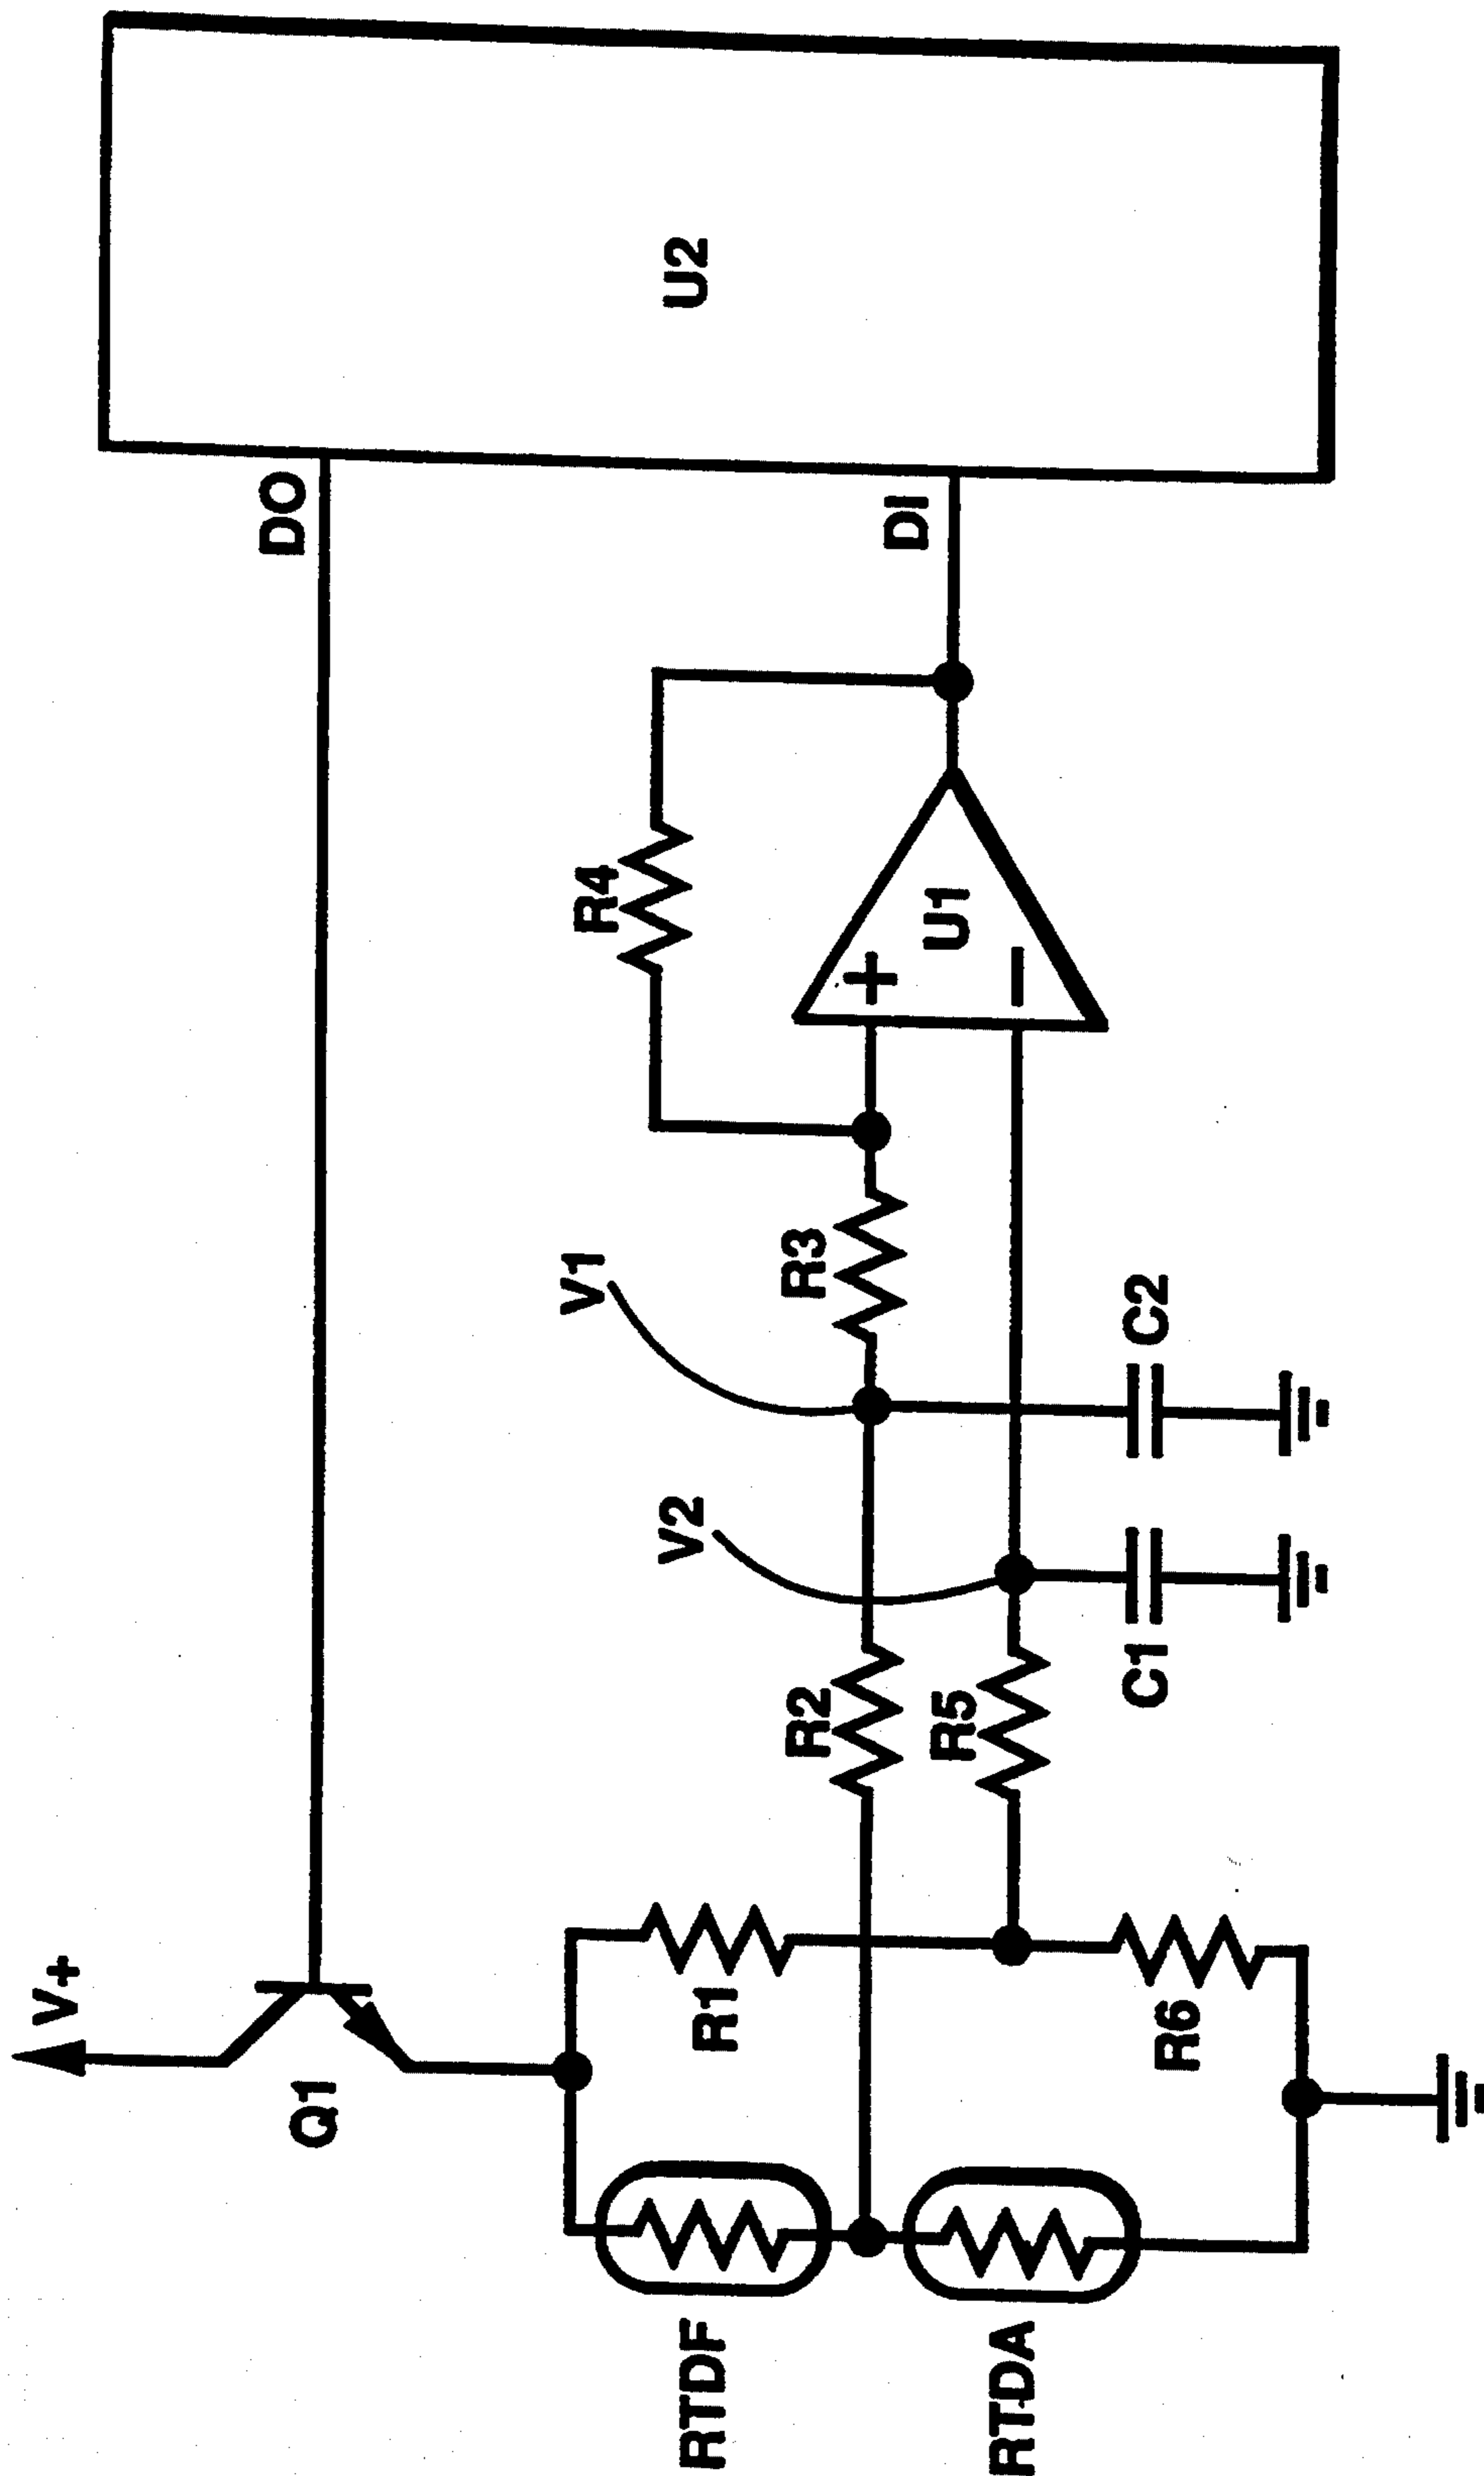 V+
Q1
DO
U2
DI
R4
V1
V2
R3
U1
+
−
R2
R5
R1
R6
C1
C2
RTDF
RTDA